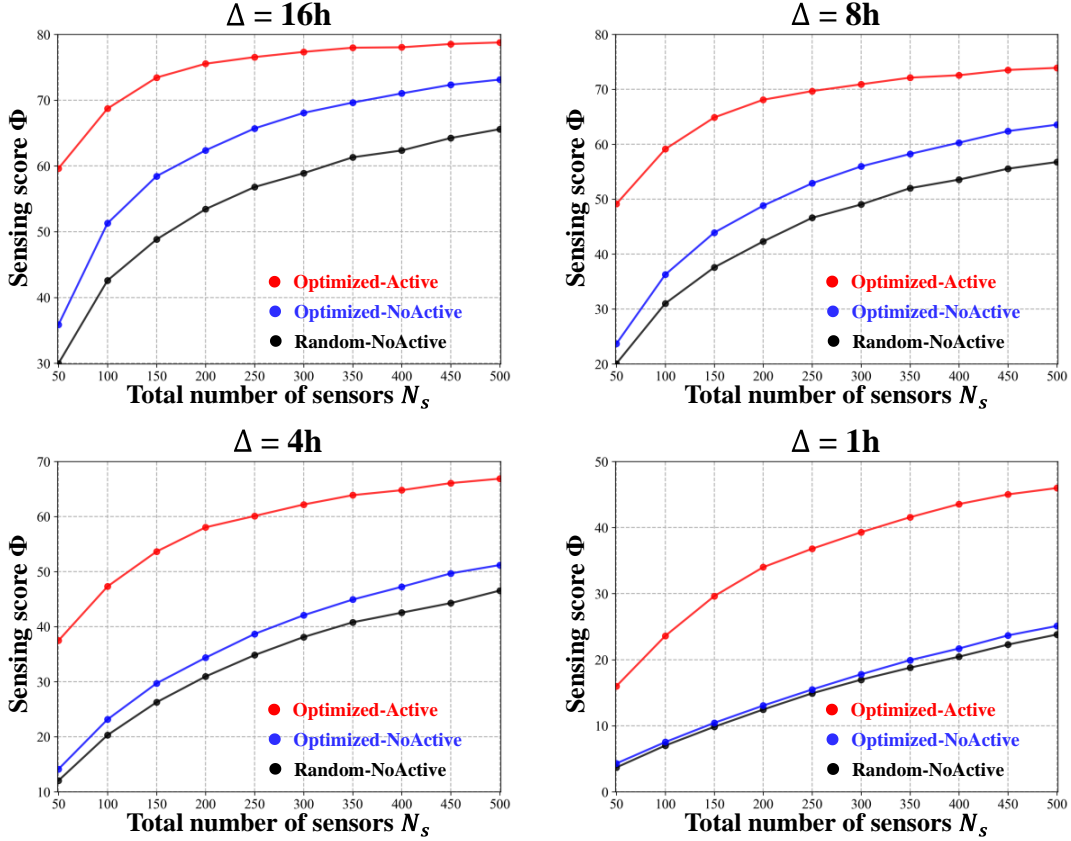 Δ = 16h
Sensing score Φ
80
70
60
50
40
30
50 100 150 200 250 300 350 400 450 500
Total number of sensors Nₛ
Optimized-Active
Optimized-NoActive
Random-NoActive
Δ = 8h
Sensing score Φ
80
70
60
50
40
30
20
50 100 150 200 250 300 350 400 450 500
Total number of sensors Nₛ
Optimized-Active
Optimized-NoActive
Random-NoActive
Δ = 4h
Sensing score Φ
70
60
50
40
30
20
10
50 100 150 200 250 300 350 400 450 500
Total number of sensors Nₛ
Optimized-Active
Optimized-NoActive
Random-NoActive
Δ = 1h
Sensing score Φ
50
40
30
20
10
0
50 100 150 200 250 300 350 400 450 500
Total number of sensors Nₛ
Optimized-Active
Optimized-NoActive
Random-NoActive